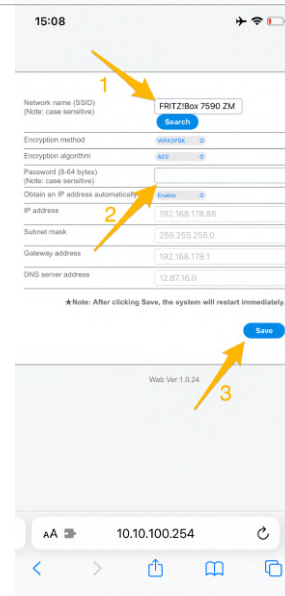 15:08
1
Network name (SSID)
(Note: case sensitive)
FRITZ!Box 7590 ZM
Search
Encryption method
WPA2PSK
Encryption algorithm
AES
Password (8-64 bytes)
(Note: case sensitive)
Obtain an IP address automatically
Enable
IP address
2
192.168.178.88
Subnet mask
255.255.255.0
Gateway address
192.168.178.1
DNS server address
12.87.16.0
★Note: After clicking Save, the system will restart immediately.
Save
Web Ver:1.0.24
3
AA
10.10.100.254